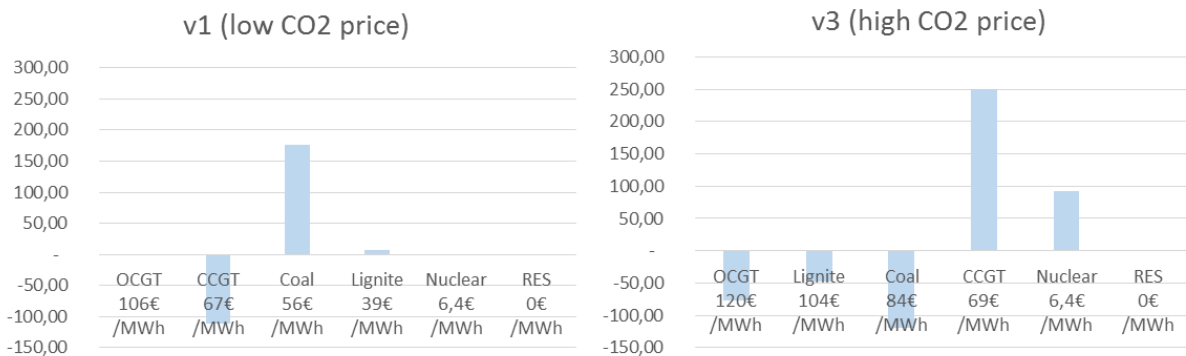 v1 (low CO2 price)
300,00
250,00
200,00
150,00
100,00
50,00
-
-50,00
-100,00
-150,00
OCGT CCGT Coal Lignite Nuclear RES
106€ 67€ 56€ 39€ 6,4€ 0€
/MWh /MWh /MWh /MWh /MWh /MWh
v3 (high CO2 price)
300,00
250,00
200,00
150,00
100,00
50,00
-
-50,00
-100,00
-150,00
OCGT Lignite Coal CCGT Nuclear RES
120€ 104€ 84€ 69€ 6,4€ 0€
/MWh /MWh /MWh /MWh /MWh /MWh